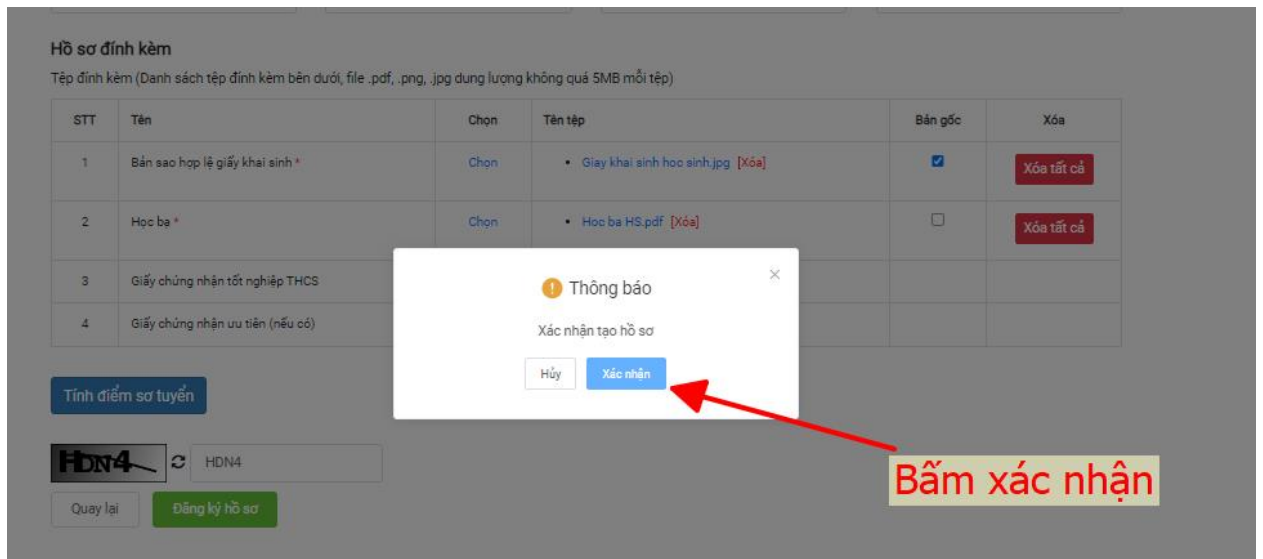 Hồ sơ đính kèm
Tệp đính kèm (Danh sách tệp đính kèm bên dưới, file .pdf, .png, .jpg dung lượng không quá 5MB mỗi tệp)
STT Tên Chọn Tên tệp Bản gốc Xóa
1 Bản sao hợp lệ giấy khai sinh * Chọn • Giay khai sinh hoc sinh.jpg [Xóa] Xóa tất cả
2 Học bạ * Chọn • Hoc ba HS.pdf [Xóa] Xóa tất cả
3 Giấy chứng nhận tốt nghiệp THCS
4 Giấy chứng nhận ưu tiên (nếu có)
! Thông báo ×
Xác nhận tạo hồ sơ
Hủy Xác nhận
Tính điểm sơ tuyển
HDN4 HDN4
Quay lại Đăng ký hồ sơ
Bấm xác nhận